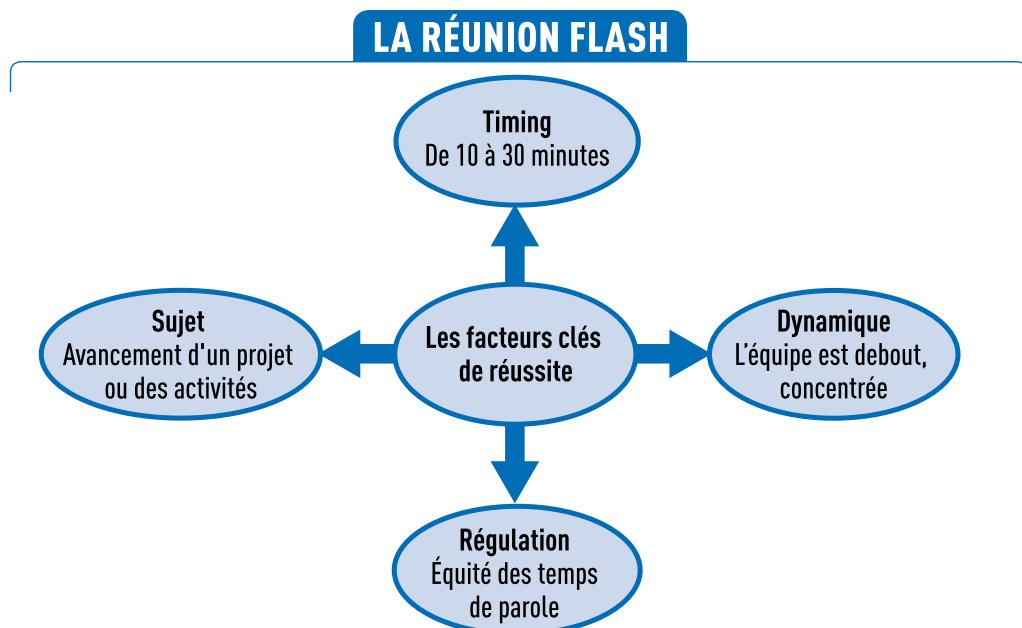 LA RÉUNION FLASH
Timing
De 10 à 30 minutes
Sujet
Avancement d'un projet
ou des activités
Les facteurs clés
de réussite
Dynamique
L’équipe est debout,
concentrée
Régulation
Équité des temps
de parole